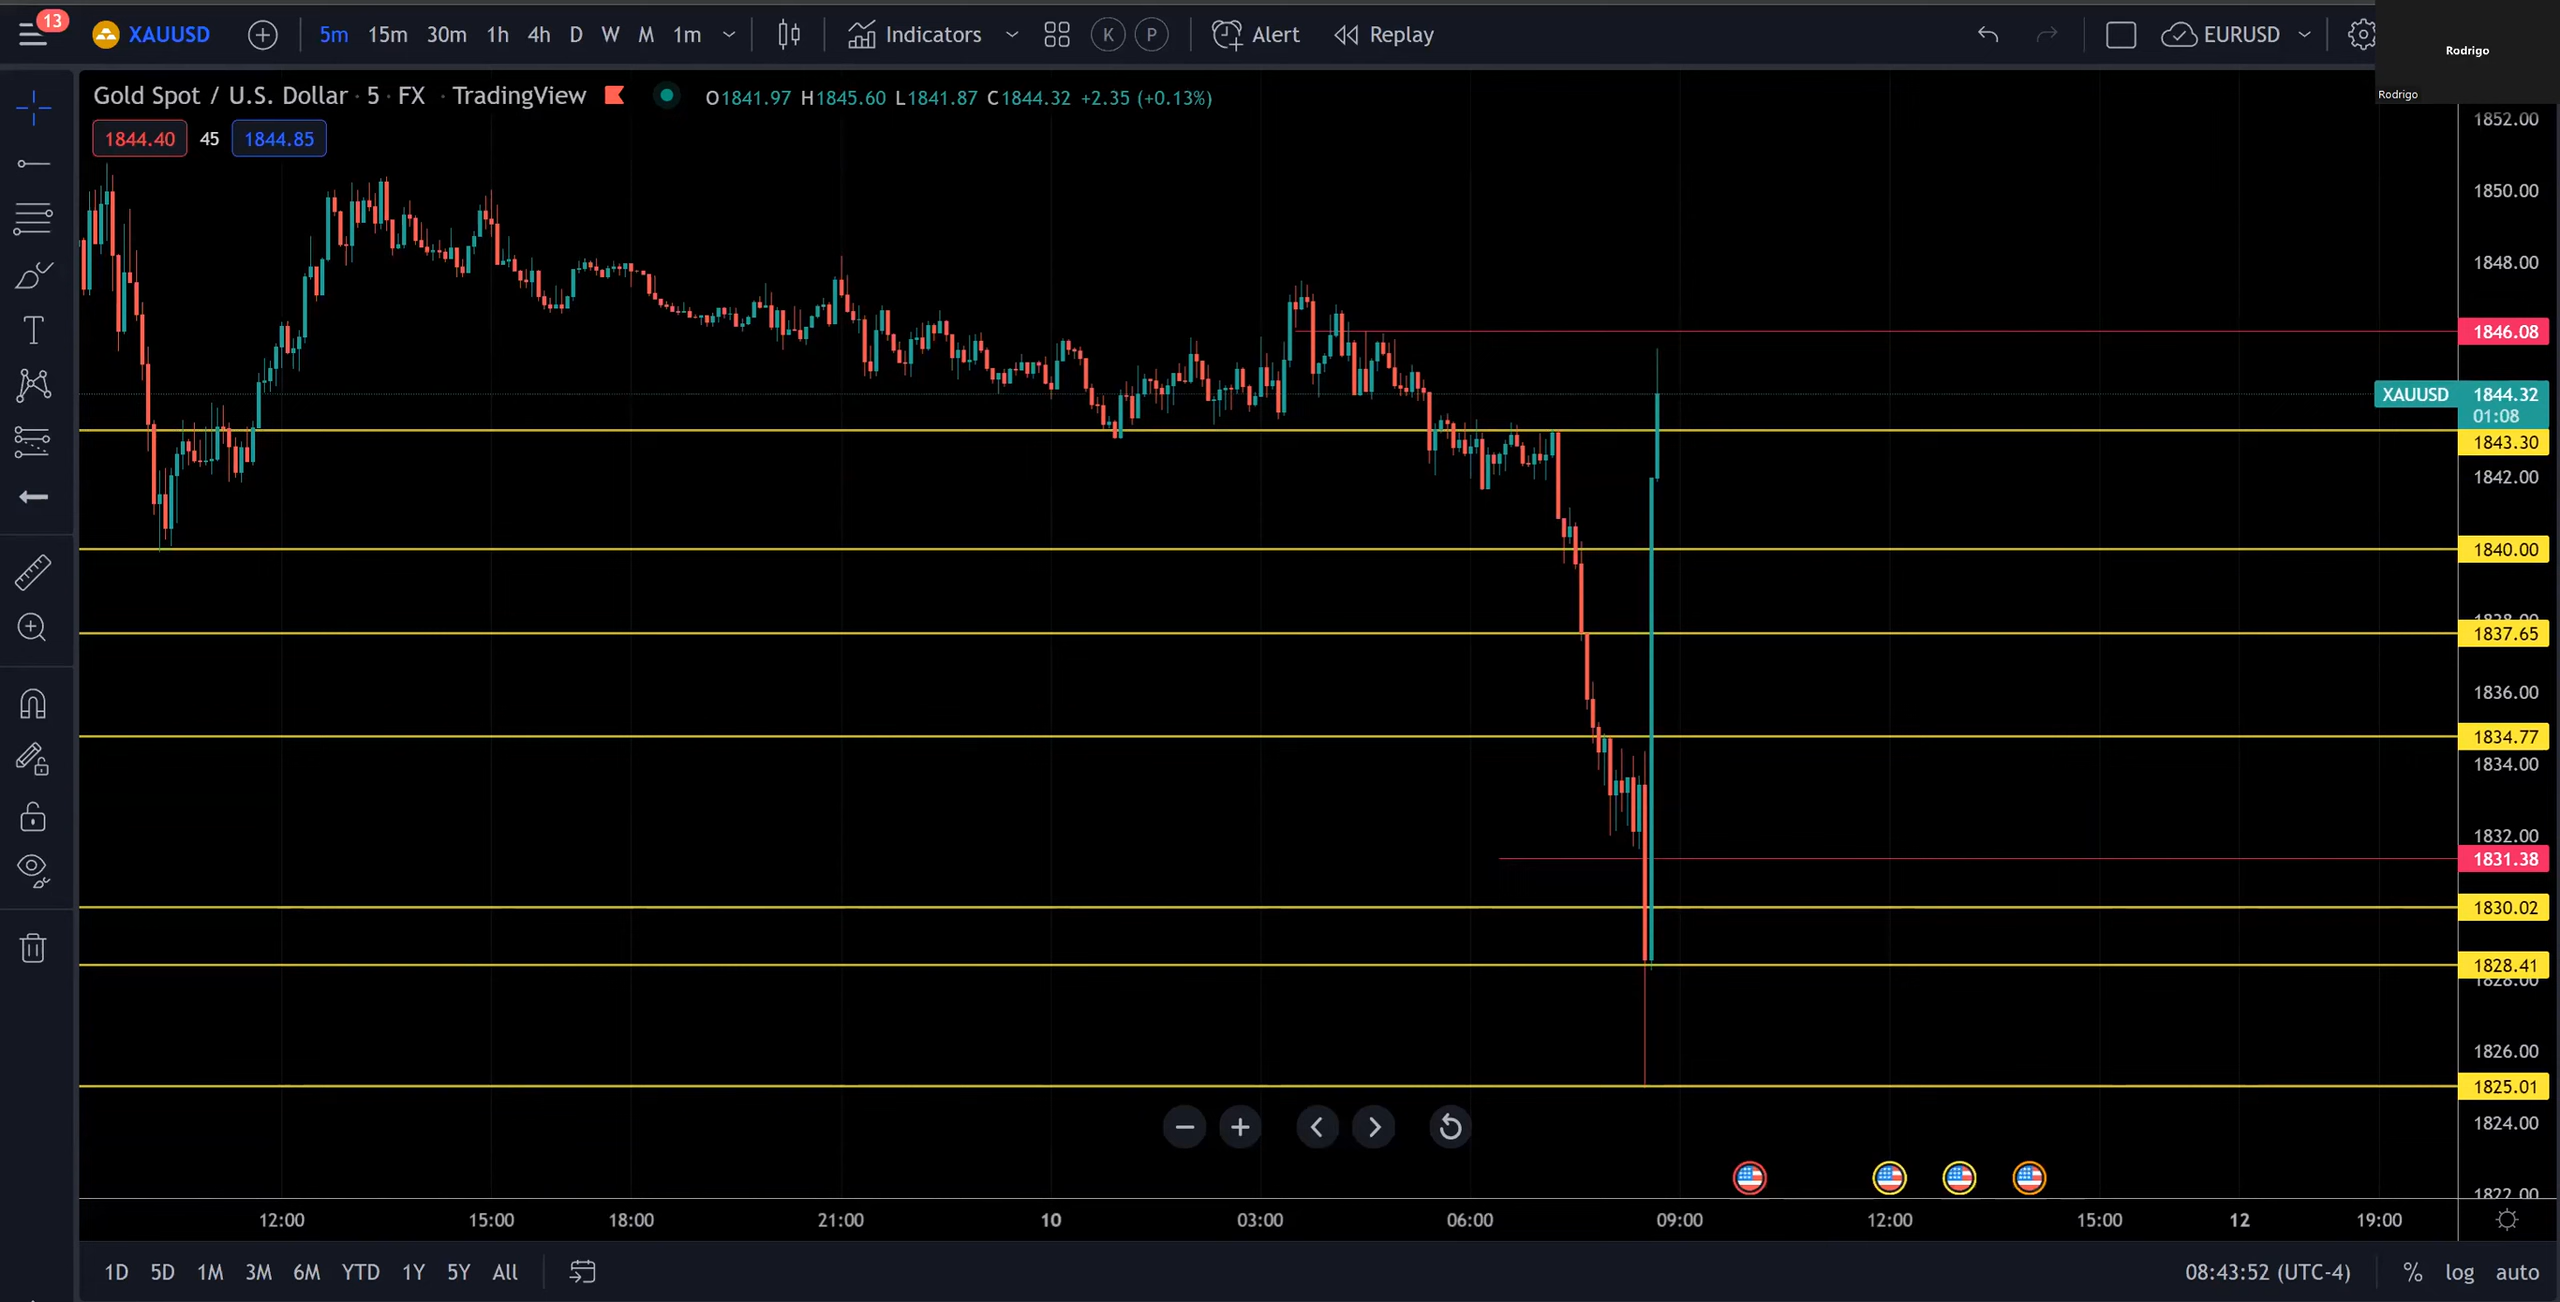 13 XAUUSD 5m 15m 30m 1h 4h D W M 1m Indicators K P Alert Replay EURUSD
Rodrigo
Rodrigo
Gold Spot / U.S. Dollar · 5 · FX · TradingView O1841.97 H1845.60 L1841.87 C1844.32 +2.35 (+0.13%)
1844.40 45 1844.85
T
1852.00
1850.00
1848.00
1846.08
XAUUSD 1844.32
01:08
1843.30
1842.00
1840.00
1838.00
1837.65
1836.00
1834.77
1834.00
1832.00
1831.38
1830.02
1828.41
1828.00
1826.00
1825.01
1824.00
1822.00
12:00 15:00 18:00 21:00 10 03:00 06:00 09:00 12:00 15:00 12 19:00
1D 5D 1M 3M 6M YTD 1Y 5Y All 08:43:52 (UTC-4) % log auto